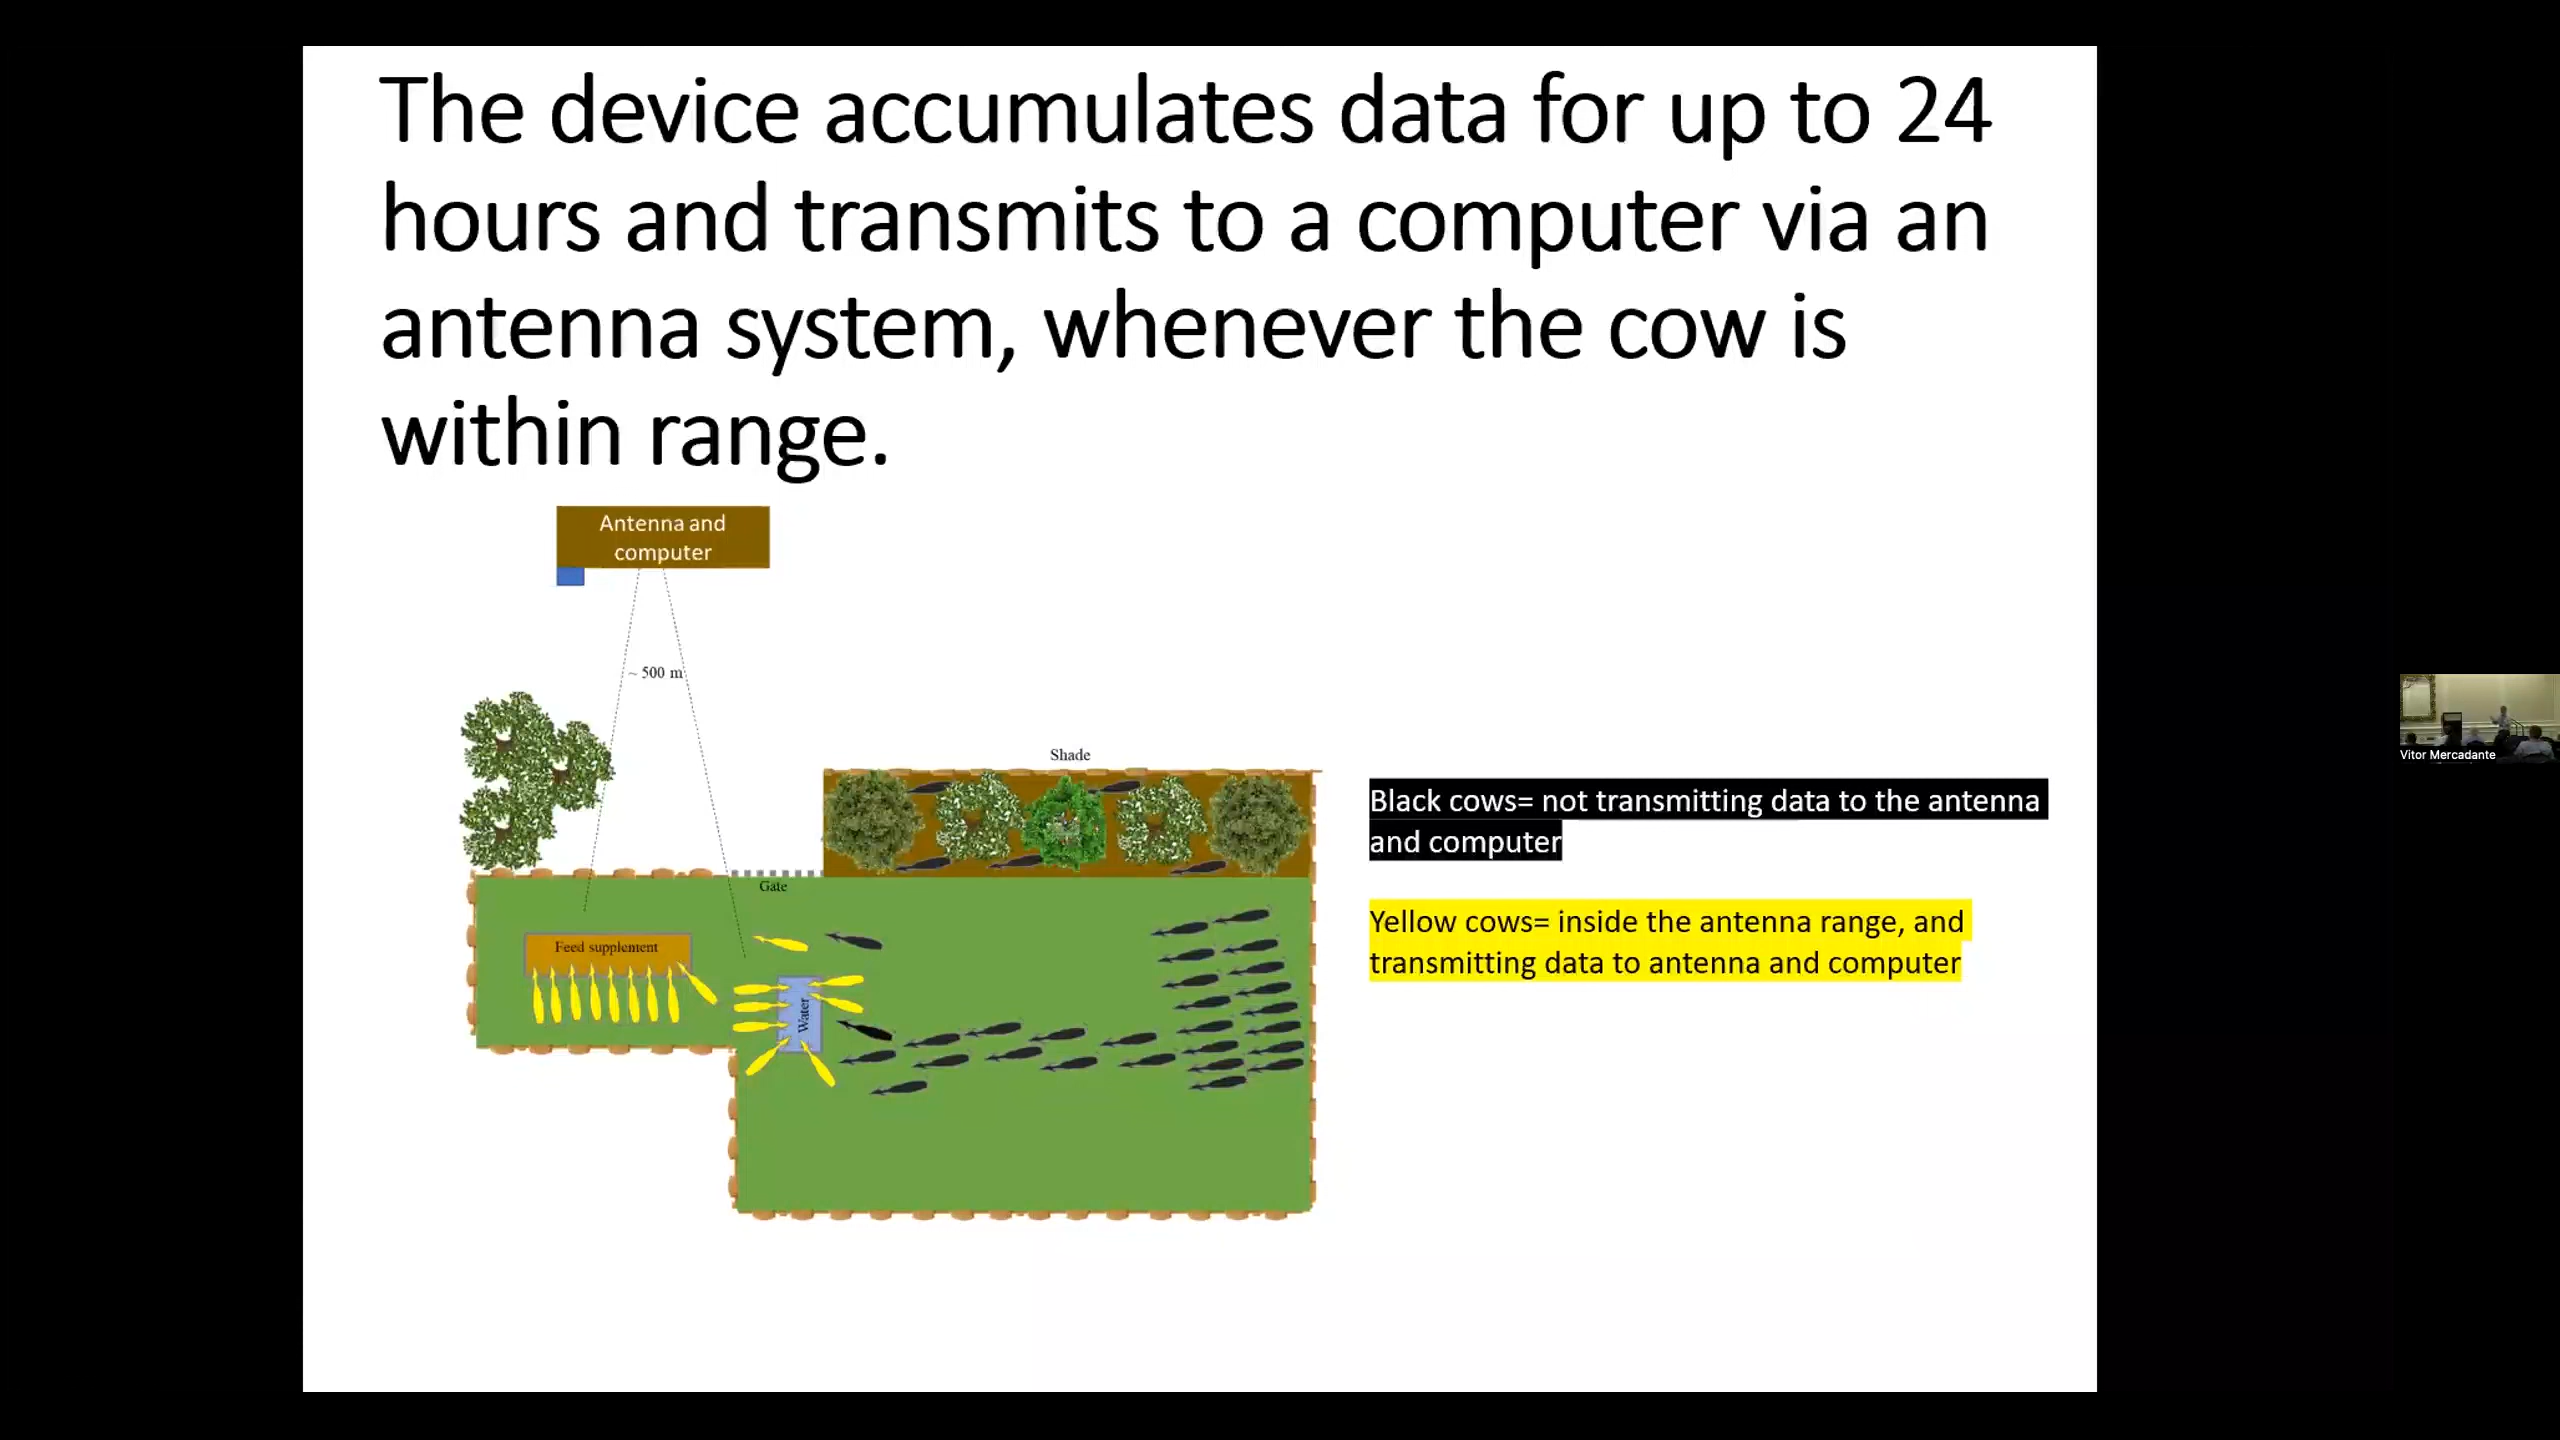 The device accumulates data for up to 24
hours and transmits to a computer via an
antenna system, whenever the cow is
within range.
Antenna and
computer
~ 500 m
Shade
Gate
Feed supplement
Water
Black cows= not transmitting data to the antenna
and computer
Yellow cows= inside the antenna range, and
transmitting data to antenna and computer
Vitor Mercadante